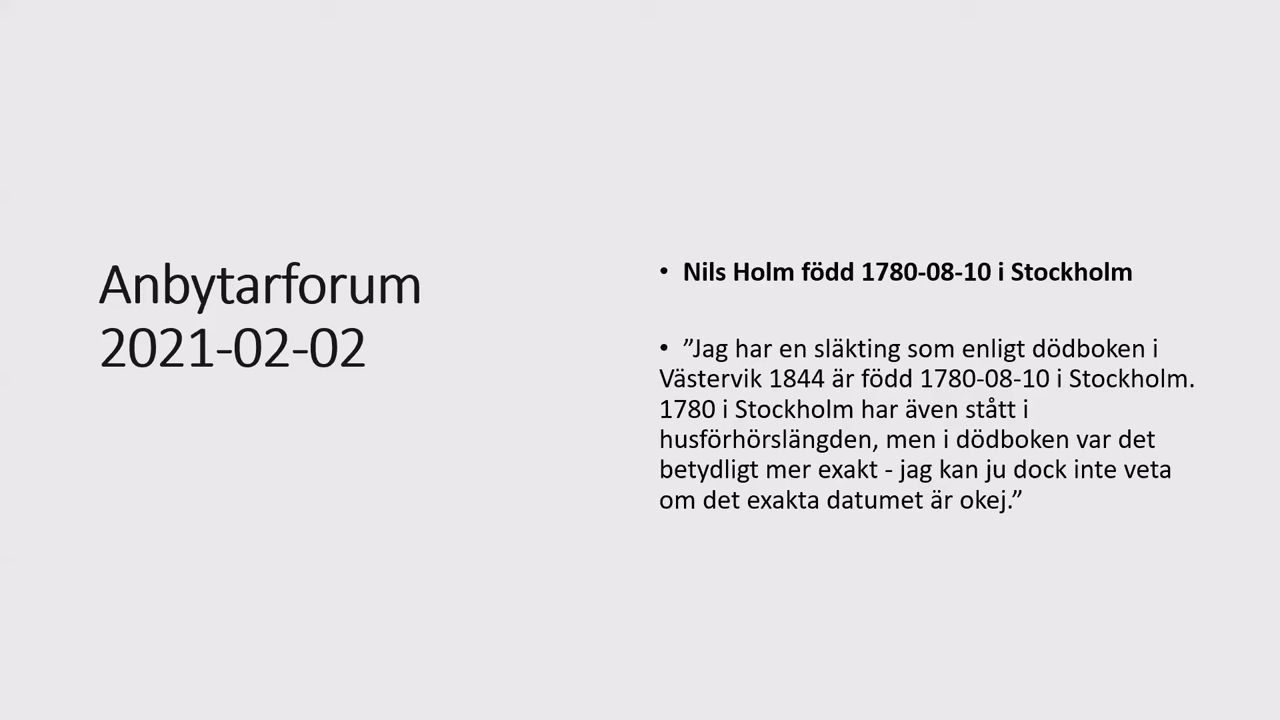 Anbytarforum
2021-02-02
• Nils Holm född 1780-08-10 i Stockholm
• ”Jag har en släkting som enligt dödboken i
Västervik 1844 är född 1780-08-10 i Stockholm.
1780 i Stockholm har även stått i
husförhörslängden, men i dödboken var det
betydligt mer exakt - jag kan ju dock inte veta
om det exakta datumet är okej.”